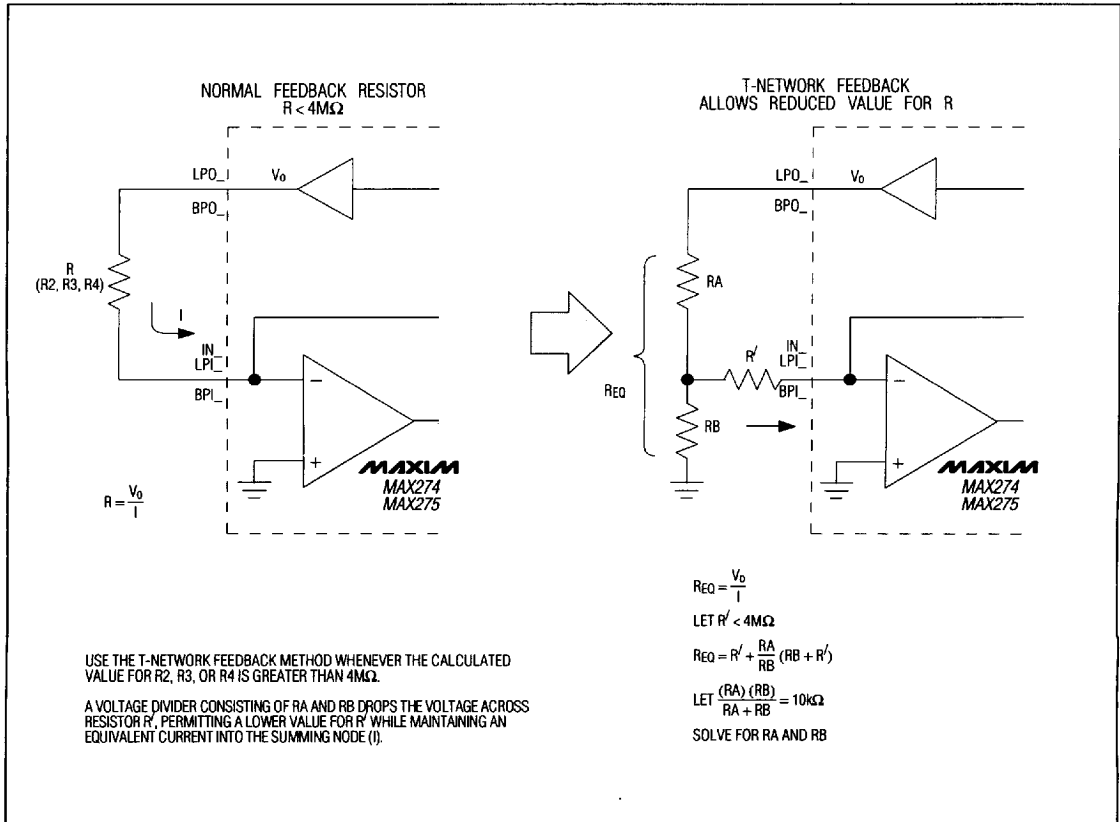 NORMAL FEEDBACK RESISTOR
R < 4MΩ
LPO_
V₀
BPO_
R
(R2, R3, R4)
I
IN_
LPI_
BPI_
−
+
MAXIM
MAX274
MAX275
R = V₀/I
T-NETWORK FEEDBACK
ALLOWS REDUCED VALUE FOR R
LPO_
V₀
BPO_
RA
REQ
R′
IN_
LPI_
BPI_
RB
−
+
MAXIM
MAX274
MAX275
REQ = V₀/I
LET R′ < 4MΩ
REQ = R′ + RA/RB (RB + R′)
LET (RA) (RB)/RA + RB = 10kΩ
SOLVE FOR RA AND RB
USE THE T-NETWORK FEEDBACK METHOD WHENEVER THE CALCULATED
VALUE FOR R2, R3, OR R4 IS GREATER THAN 4MΩ.
A VOLTAGE DIVIDER CONSISTING OF RA AND RB DROPS THE VOLTAGE ACROSS
RESISTOR R′, PERMITTING A LOWER VALUE FOR R′ WHILE MAINTAINING AN
EQUIVALENT CURRENT INTO THE SUMMING NODE (I).